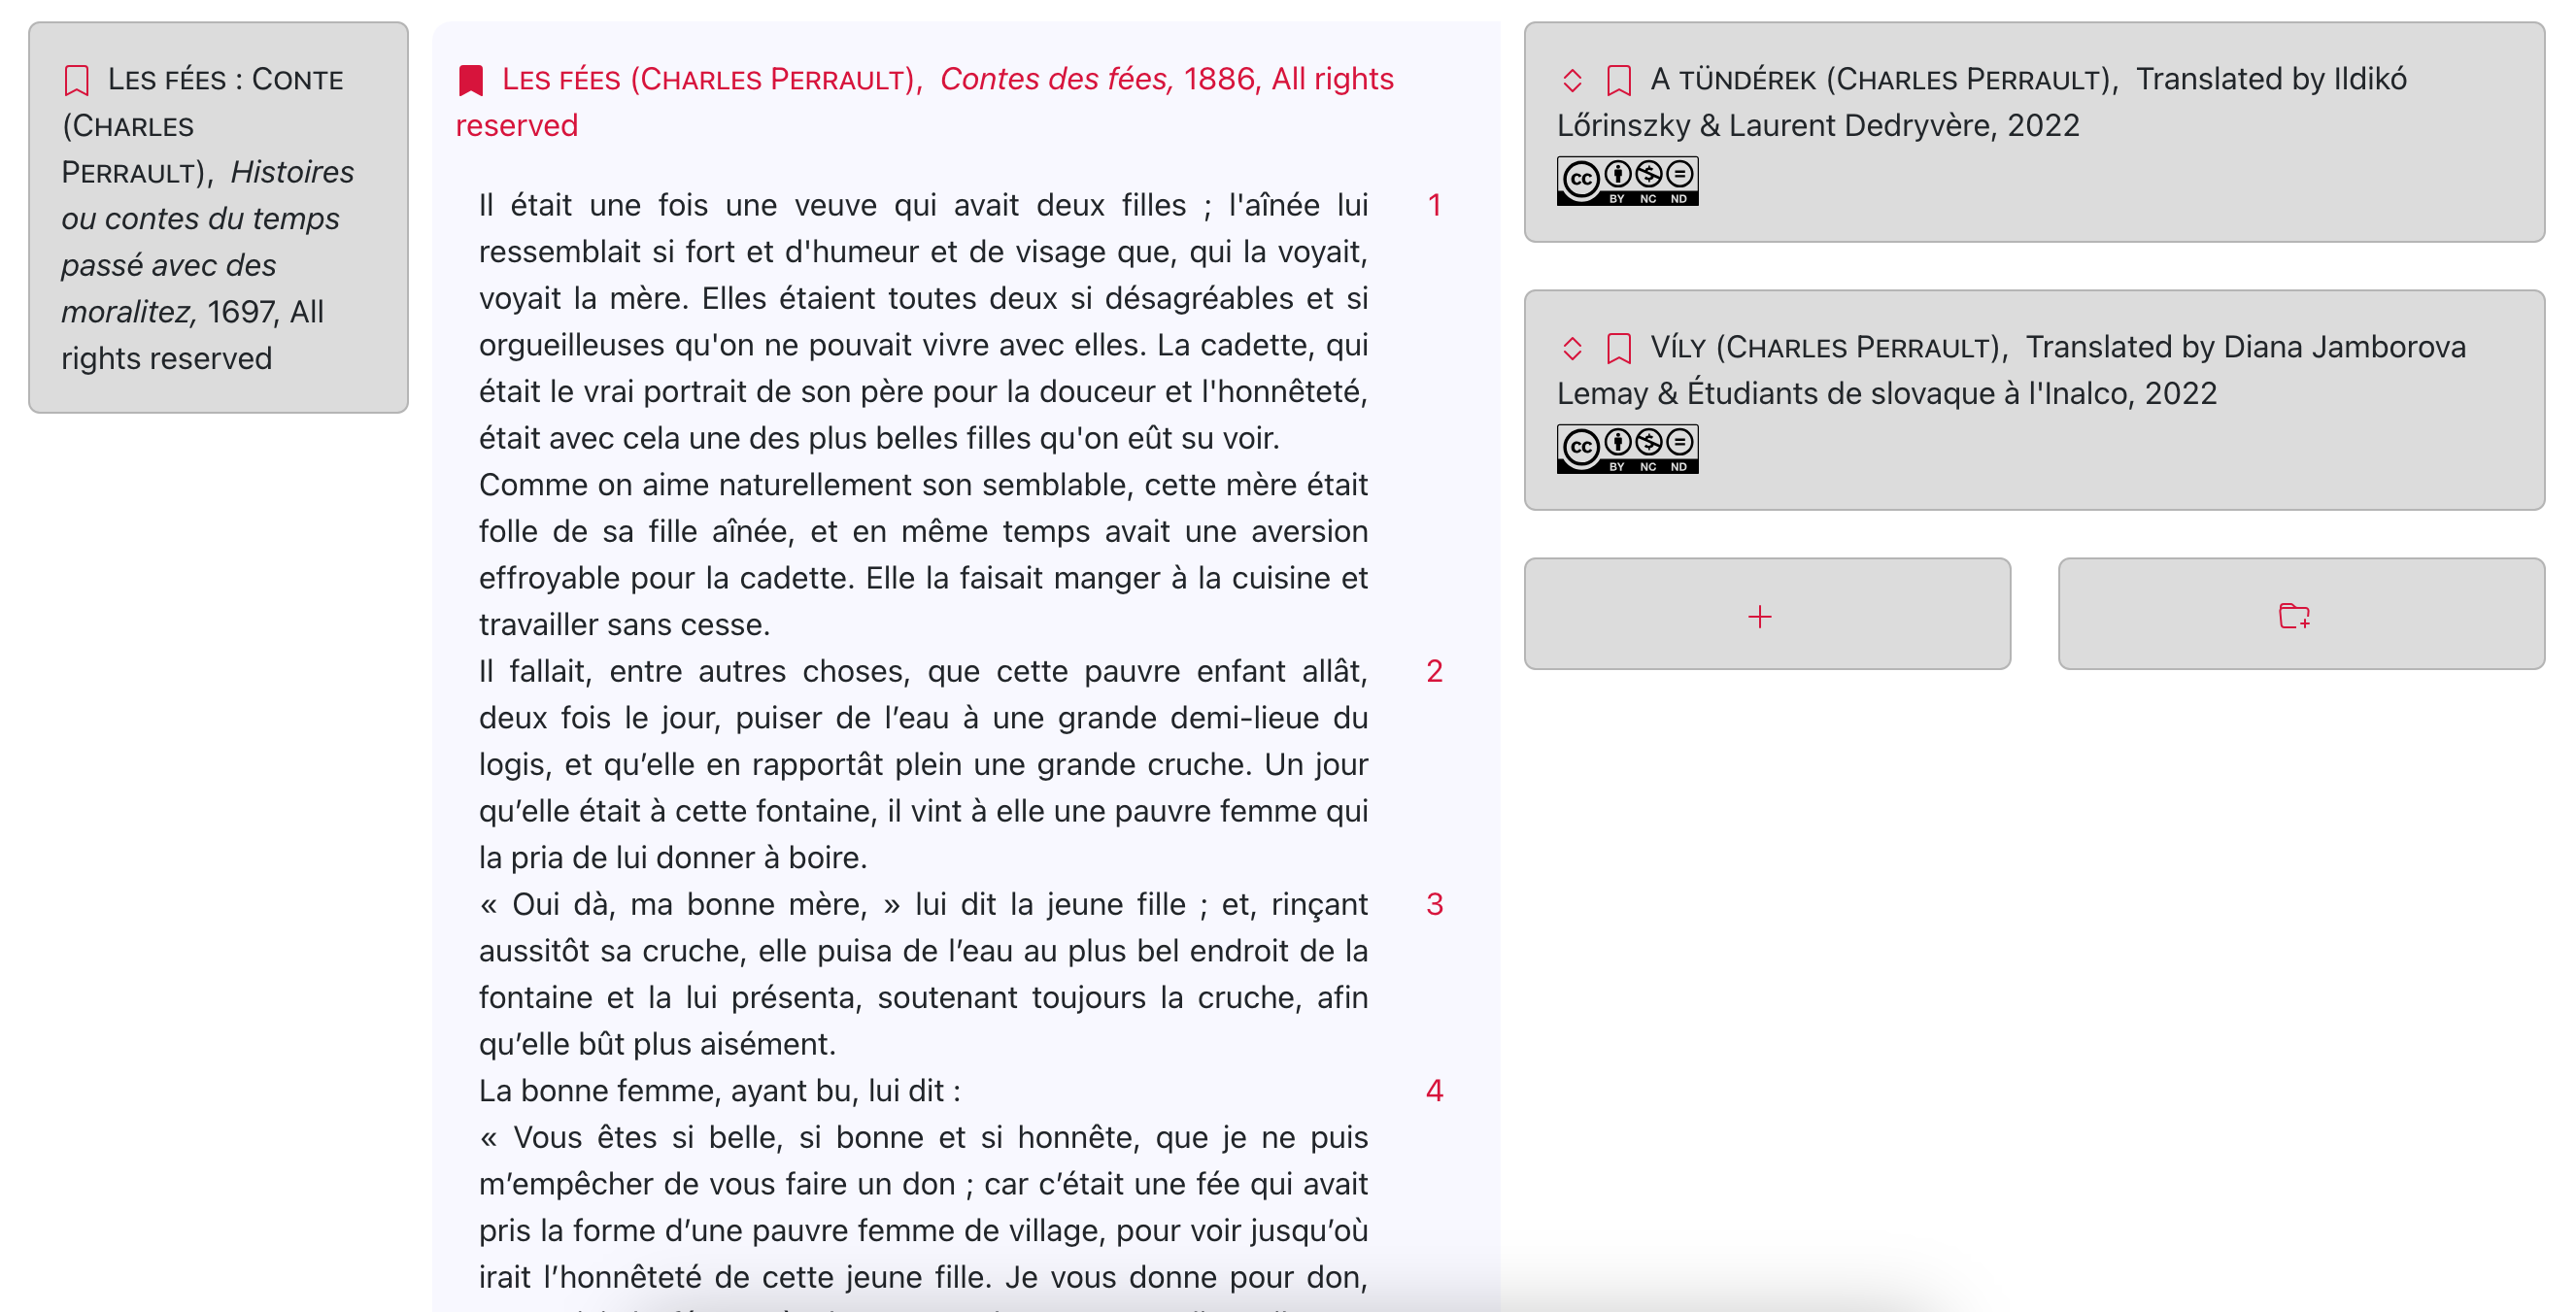 Les fées : Conte
(Charles
Perrault), Histoires
ou contes du temps
passé avec des
moralitez, 1697, All
rights reserved
Les fées (Charles Perrault), Contes des fées, 1886, All rights
reserved
Il était une fois une veuve qui avait deux filles ; l'aînée lui 1
ressemblait si fort et d'humeur et de visage que, qui la voyait,
voyait la mère. Elles étaient toutes deux si désagréables et si
orgueilleuses qu'on ne pouvait vivre avec elles. La cadette, qui
était le vrai portrait de son père pour la douceur et l'honnêteté,
était avec cela une des plus belles filles qu'on eût su voir.
Comme on aime naturellement son semblable, cette mère était
folle de sa fille aînée, et en même temps avait une aversion
effroyable pour la cadette. Elle la faisait manger à la cuisine et
travailler sans cesse.
Il fallait, entre autres choses, que cette pauvre enfant allât, 2
deux fois le jour, puiser de l’eau à une grande demi-lieue du
logis, et qu’elle en rapportât plein une grande cruche. Un jour
qu’elle était à cette fontaine, il vint à elle une pauvre femme qui
la pria de lui donner à boire.
« Oui dà, ma bonne mère, » lui dit la jeune fille ; et, rinçant 3
aussitôt sa cruche, elle puisa de l’eau au plus bel endroit de la
fontaine et la lui présenta, soutenant toujours la cruche, afin
qu’elle bût plus aisément.
La bonne femme, ayant bu, lui dit : 4
« Vous êtes si belle, si bonne et si honnête, que je ne puis
m’empêcher de vous faire un don ; car c’était une fée qui avait
pris la forme d’une pauvre femme de village, pour voir jusqu’où
irait l’honnêteté de cette jeune fille. Je vous donne pour don,
A tündérek (Charles Perrault), Translated by Ildikó
Lőrinszky & Laurent Dedryvère, 2022
cc BY NC ND
Víly (Charles Perrault), Translated by Diana Jamborova
Lemay & Étudiants de slovaque à l'Inalco, 2022
cc BY NC ND